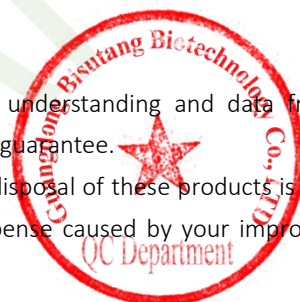 Guangdong Bisutang Biotechnology Co., LTD
understanding and data
guarantee.
disposal of these products is
caused by your
QC Department